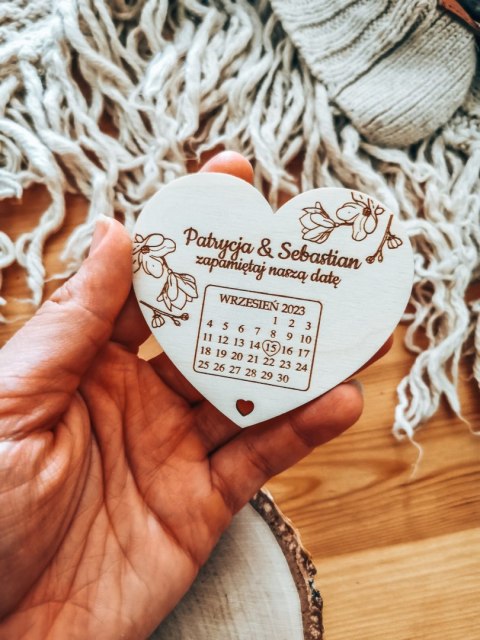 Patrycja & Sebastian
zapamiętaj naszą datę
WRZESIEŃ 2023
1 2 3
4 5 6 7 8 9 10
11 12 13 14 15 16 17
18 19 20 21 22 23 24
25 26 27 28 29 30